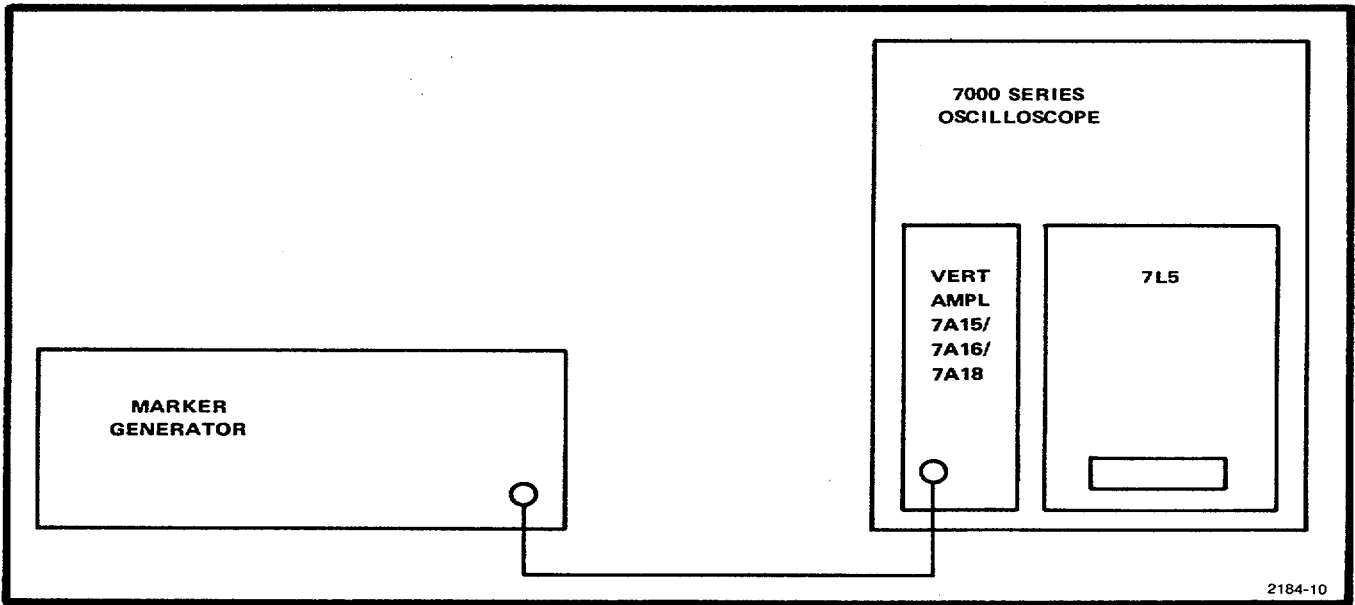 7000 SERIES
OSCILLOSCOPE
VERT
AMPL
7A15/
7A16/
7A18
7L5
MARKER
GENERATOR
2184-10